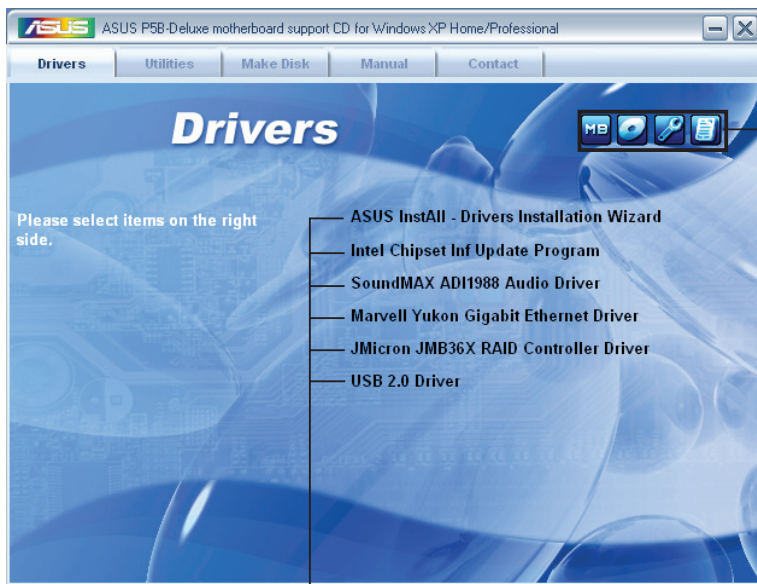 ASUS ASUS P5B-Deluxe motherboard support CD for Windows XP Home/Professional
Drivers Utilities Make Disk Manual Contact
Drivers
MB
Please select items on the right
side.
ASUS InstAll - Drivers Installation Wizard
Intel Chipset Inf Update Program
SoundMAX ADI1988 Audio Driver
Marvell Yukon Gigabit Ethernet Driver
JMicron JMB36X RAID Controller Driver
USB 2.0 Driver